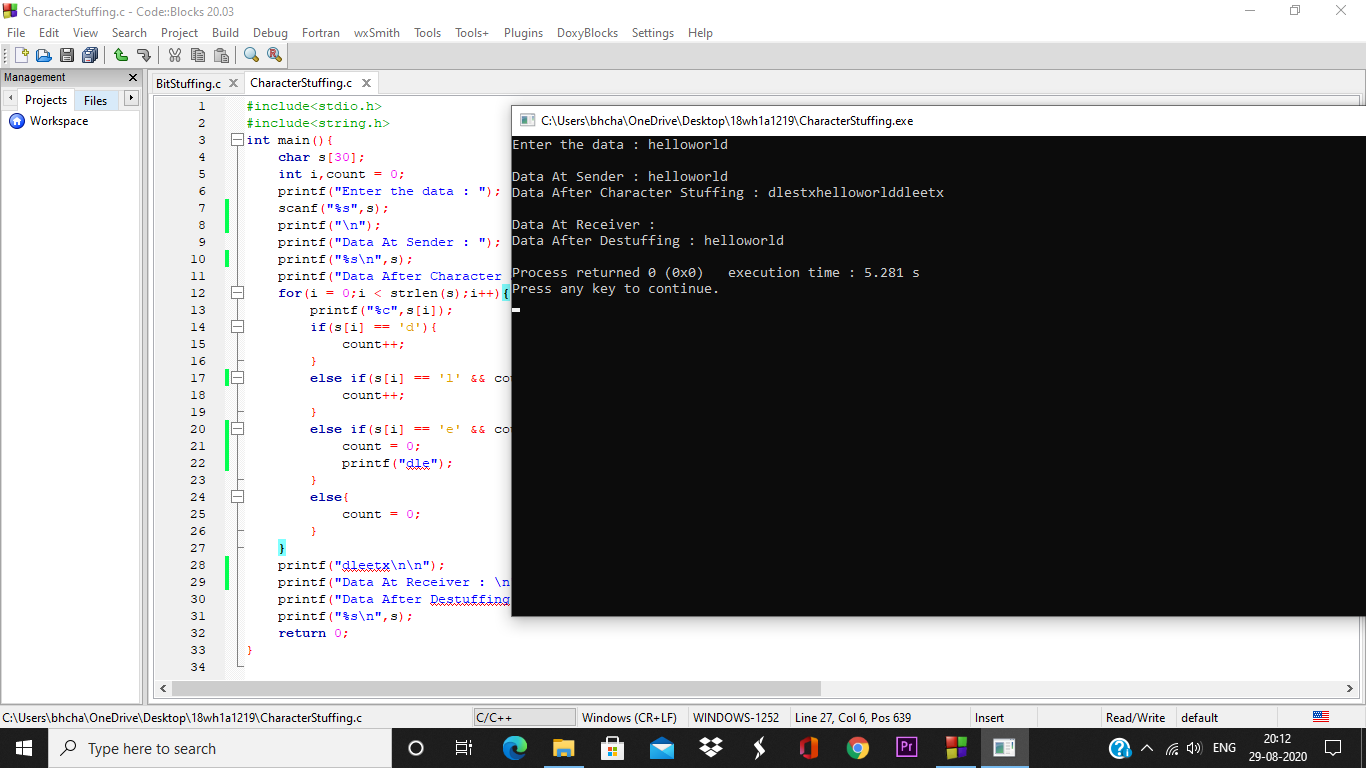 CharacterStuffing.c - Code::Blocks 20.03
File Edit View Search Project Build Debug Fortran wxSmith Tools Tools+ Plugins DoxyBlocks Settings Help
Management
Projects Files
Workspace
BitStuffing.c CharacterStuffing.c
1 #include<stdio.h>
2 #include<string.h>
3 int main(){
4 char s[30];
5 int i,count = 0;
6 printf("Enter the data : ");
7 scanf("%s",s);
8 printf("\n");
9 printf("Data At Sender : ");
10 printf("%s\n",s);
11 printf("Data After Character
12 for(i = 0;i < strlen(s);i++){
13 printf("%c",s[i]);
14 if(s[i] == 'd'){
15 count++;
16 }
17 else if(s[i] == 'l' && cou
18 count++;
19 }
20 else if(s[i] == 'e' && cou
21 count = 0;
22 printf("dle");
23 }
24 else{
25 count = 0;
26 }
27 }
28 printf("dleetx\n\n");
29 printf("Data At Receiver : \n
30 printf("Data After Destuffing
31 printf("%s\n",s);
32 return 0;
33 }
34
C:\Users\bhcha\OneDrive\Desktop\18wh1a1219\CharacterStuffing.exe
Enter the data : helloworld
Data At Sender : helloworld
Data After Character Stuffing : dlestxhelloworlddleetx
Data At Receiver :
Data After Destuffing : helloworld
Process returned 0 (0x0) execution time : 5.281 s
Press any key to continue.
C:\Users\bhcha\OneDrive\Desktop\18wh1a1219\CharacterStuffing.c C/C++ Windows (CR+LF) WINDOWS-1252 Line 27, Col 6, Pos 639 Insert Read/Write default
Type here to search
Pr
ENG
20:12
29-08-2020